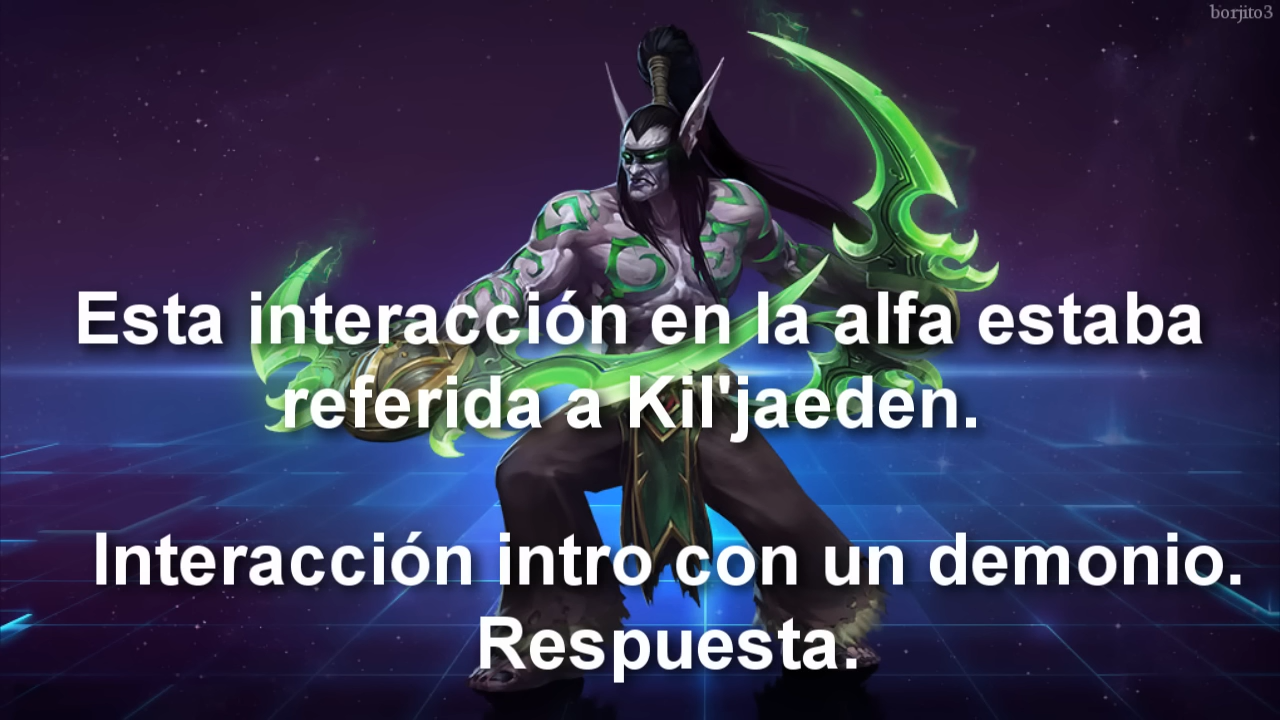 borjito3
Esta interacción en la alfa estaba
referida a Kil'jaeden.
Interacción intro con un demonio.
Respuesta.